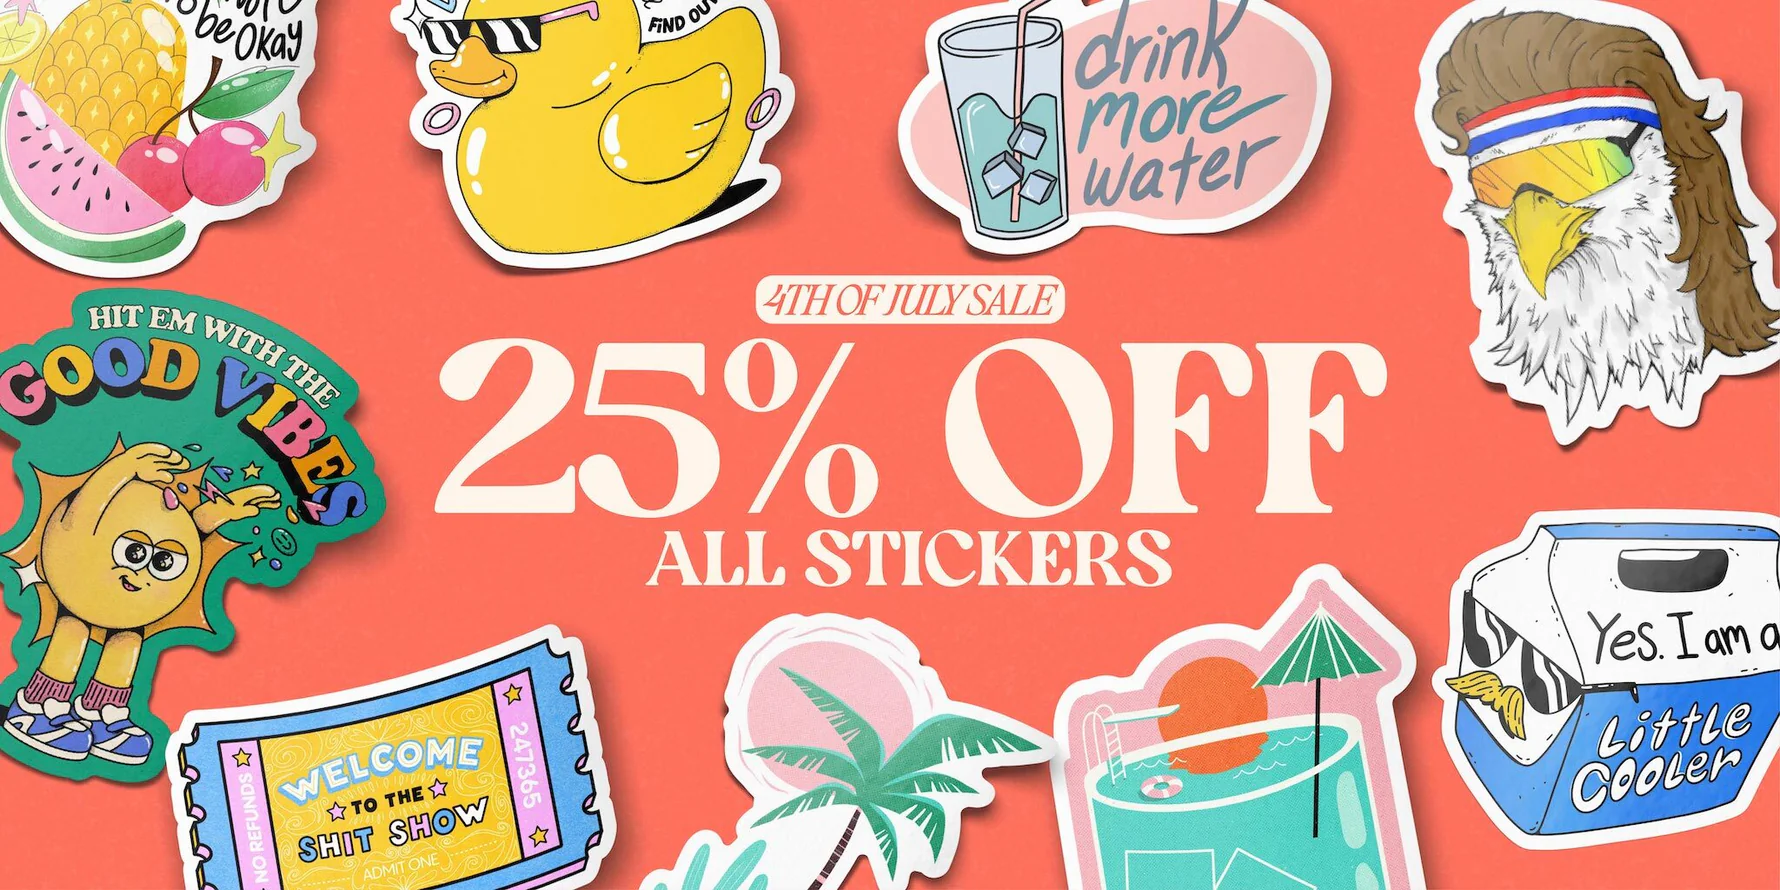 be Okay
FIND OUT
drink
more
water
4TH OF JULY SALE
25% OFF
ALL STICKERS
HIT EM WITH THE
GOOD VIBES
Yes. I am a
Little
COOLER
WELCOME
TO THE
SHIT SHOW
ADMIT ONE
NO REFUNDS
247365